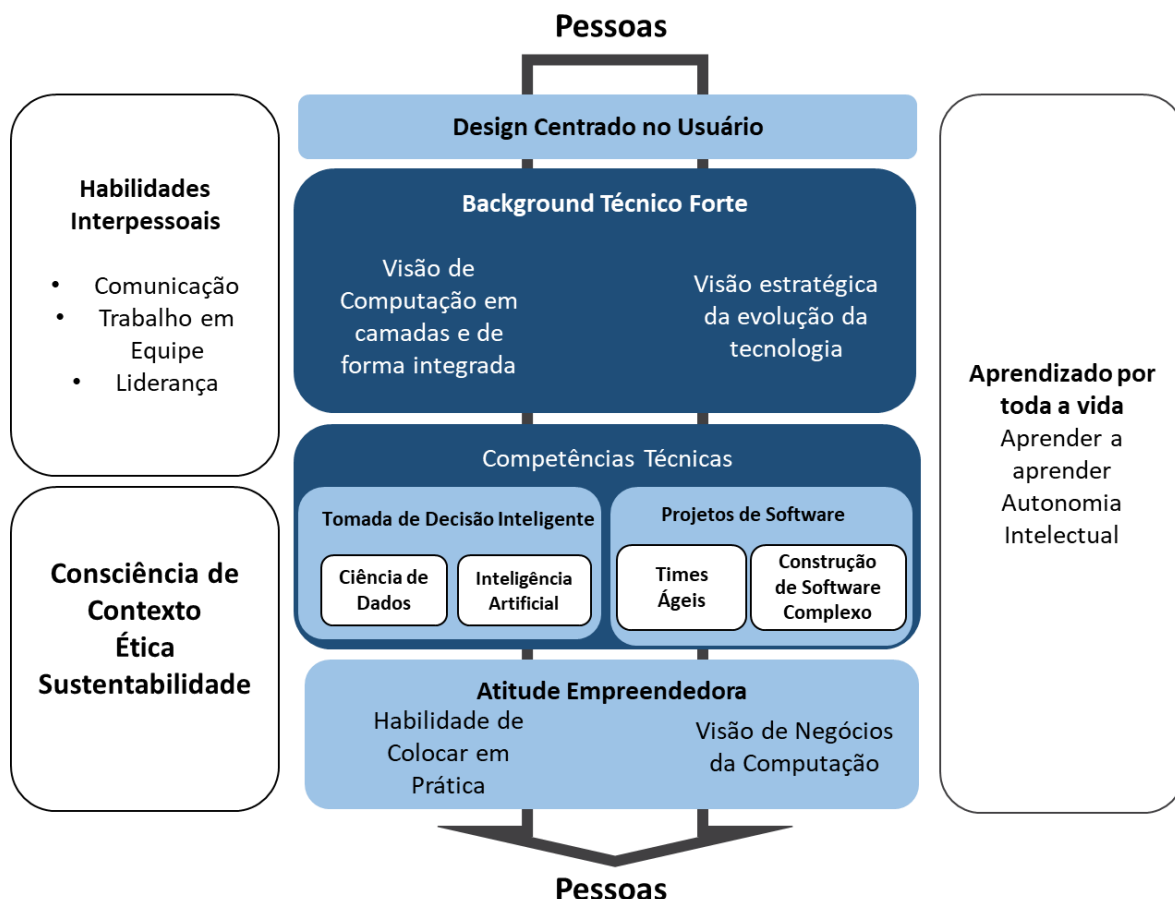 Pessoas
Design Centrado no Usuário
Habilidades
Interpessoais
• Comunicação
• Trabalho em
Equipe
• Liderança
Consciência de
Contexto
Ética
Sustentabilidade
Background Técnico Forte
Visão de
Computação em
camadas e de
forma integrada
Visão estratégica
da evolução da
tecnologia
Competências Técnicas
Tomada de Decisão Inteligente
Ciência de
Dados
Inteligência
Artificial
Projetos de Software
Times
Ágeis
Construção
de Software
Complexo
Atitude Empreendedora
Habilidade de
Colocar em
Prática
Visão de Negócios
da Computação
Aprendizado por
toda a vida
Aprender a
aprender
Autonomia
Intelectual
Pessoas